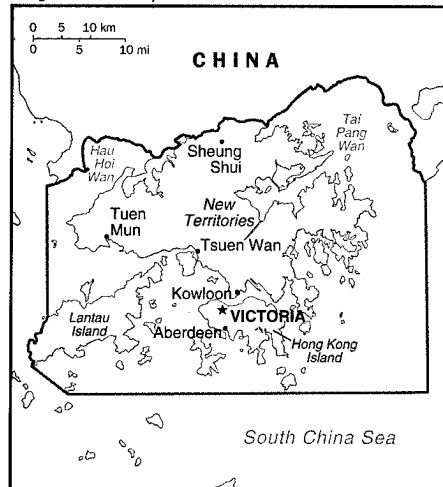 0 5 10 km
0 5 10 mi
CHINA
Tai
Pang
Wan
Hau
Hoi
Wan
Sheung
Shui
New
Territories
Tuen
Mun
Tsuen Wan
Kowloon
Lantau
Island
VICTORIA
Aberdeen
Hong Kong
Island
South China Sea